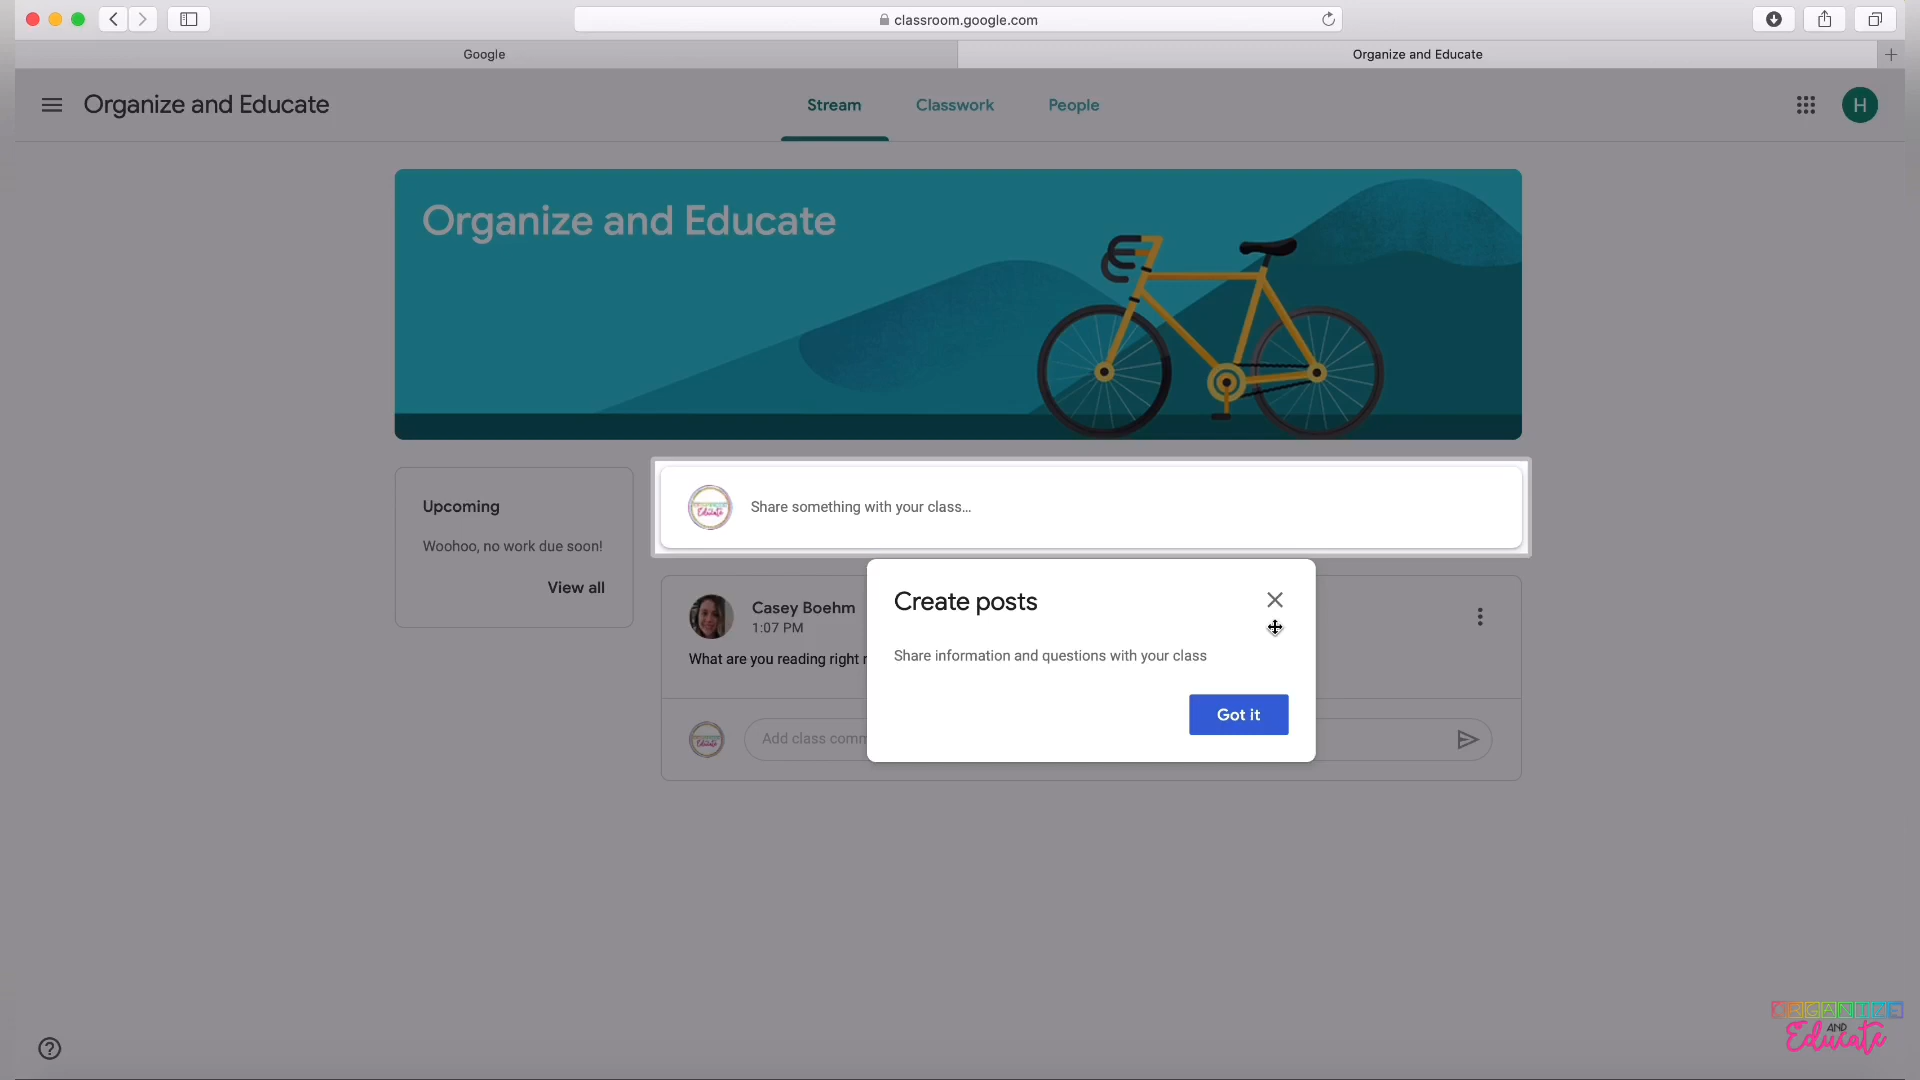 classroom.google.com
Google
Organize and Educate
Organize and Educate
Stream
Classwork
People
H
Organize and Educate
Upcoming
Woohoo, no work due soon!
View all
Educate
Share something with your class...
Casey Boehm
1:07 PM
What are you reading right
Add class comm
Create posts
Share information and questions with your class
Got it
ORGANIZE
AND
Educate